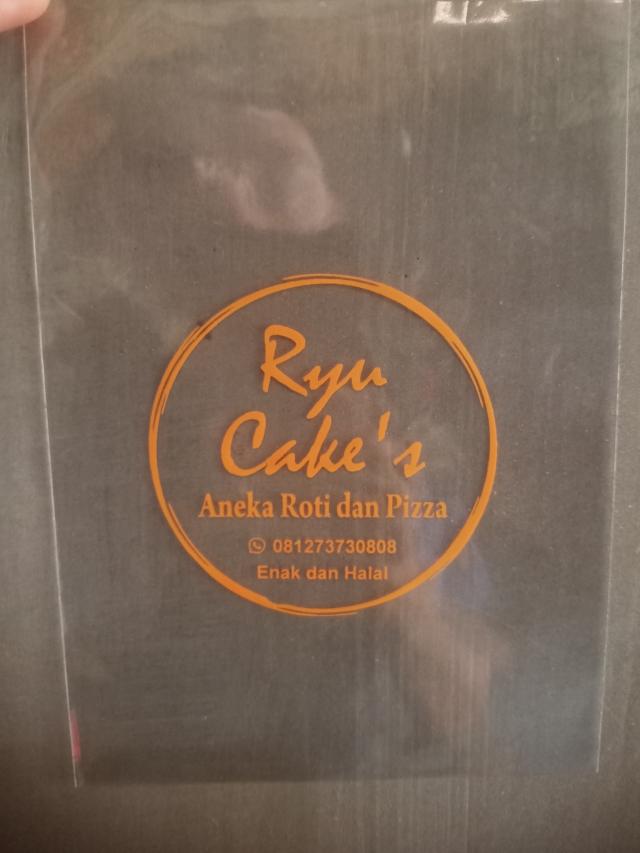 Ryu
Cake's
Aneka Roti dan Pizza
081273730808
Enak dan Halal